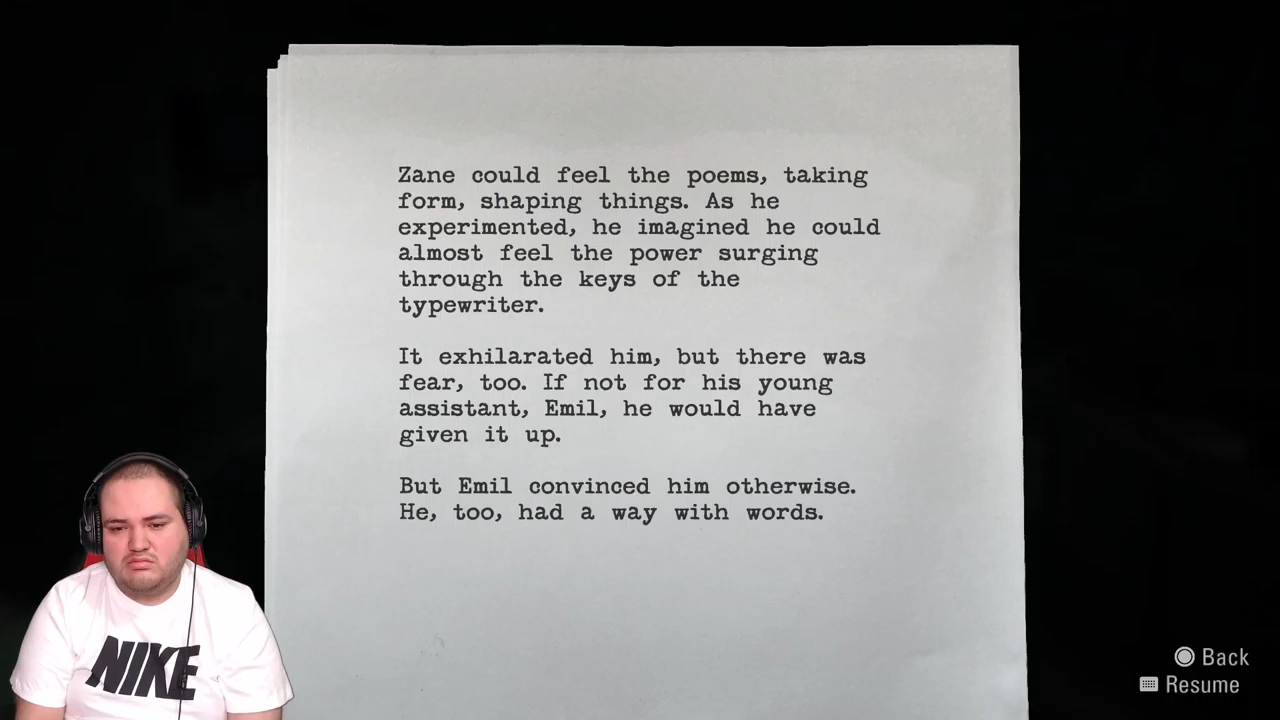 Zane could feel the poems, taking
form, shaping things. As he
experimented, he imagined he could
almost feel the power surging
through the keys of the
typewriter.
It exhilarated him, but there was
fear, too. If not for his young
assistant, Emil, he would have
given it up.
But Emil convinced him otherwise.
He, too, had a way with words.
NIKE
Back
Resume